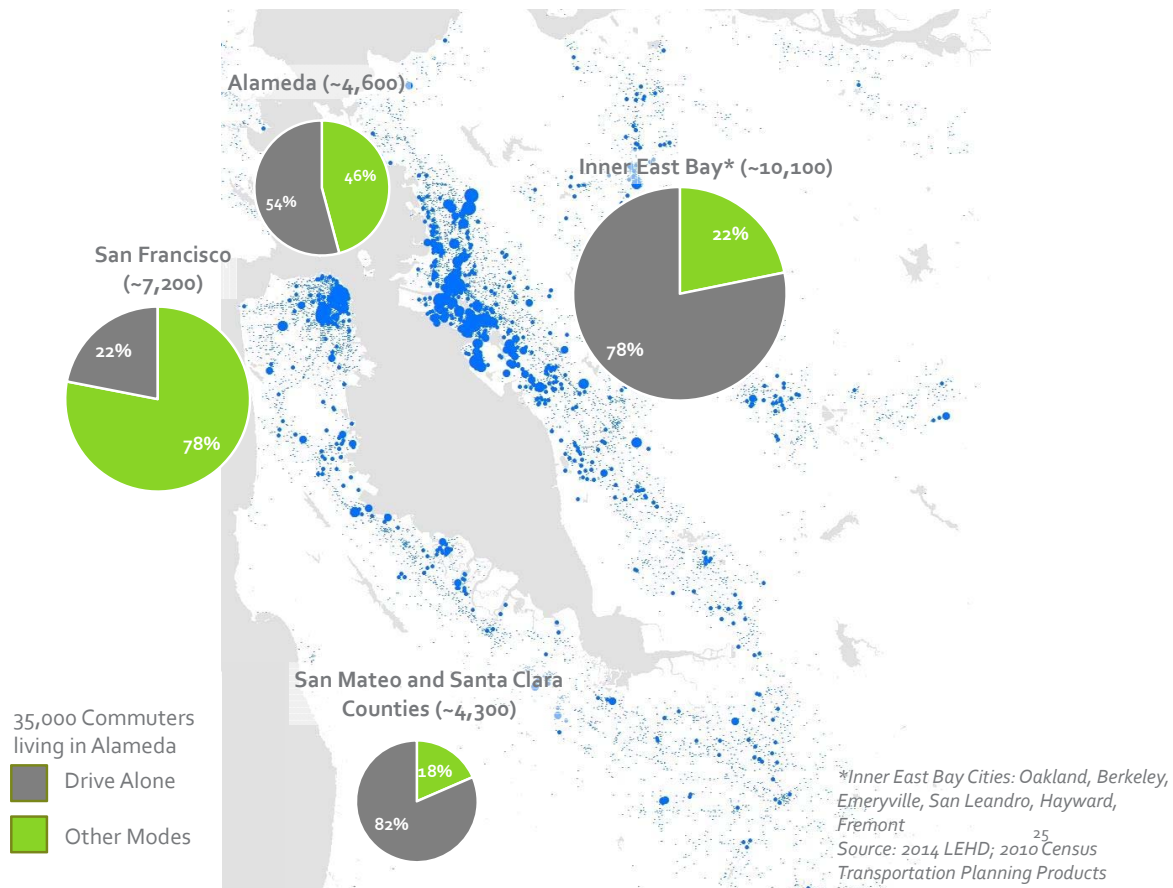 Alameda (~4,600)
46%
54%
Inner East Bay* (~10,100)
22%
78%
San Francisco
(~7,200)
22%
78%
San Mateo and Santa Clara
Counties (~4,300)
18%
82%
35,000 Commuters
living in Alameda
Drive Alone
Other Modes
*Inner East Bay Cities: Oakland, Berkeley,
Emeryville, San Leandro, Hayward,
Fremont
25
Source: 2014 LEHD; 2010 Census
Transportation Planning Products